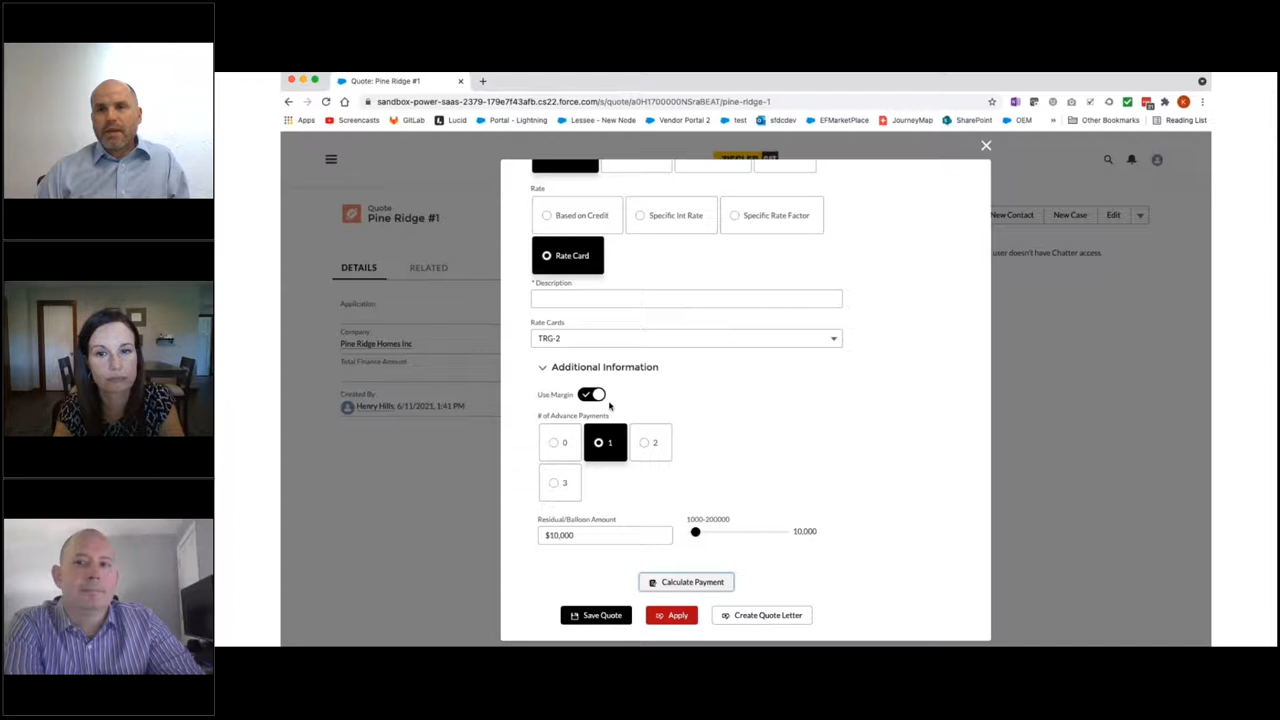 Quote: Pine Ridge #1
sandbox-power-saas-2379-179e7f43afb.cs22.force.com/s/quote/a0H1700000NSraBEAT/pine-ridge-1
Apps Screencasts GitLab Lucid Portal - Lightning Lessee - New Node Vendor Portal 2 test sfdcdev EFMarketPlace JourneyMap SharePoint OEM » Other Bookmarks Reading List
ZIEGLER CAT
Quote
Pine Ridge #1
New Contact New Case Edit
DETAILS RELATED
user doesn't have Chatter access.
Application
Company
Pine Ridge Homes Inc
Total Finance Amount
Created By
Henry Hills, 6/11/2021, 1:41 PM
Rate
Based on Credit Specific Int Rate Specific Rate Factor
Rate Card
* Description
Rate Cards
TRG-2
Additional Information
Use Margin
# of Advance Payments
0 1 2
3
Residual/Balloon Amount 1000-200000
$10,000 10,000
Calculate Payment
Save Quote Apply Create Quote Letter